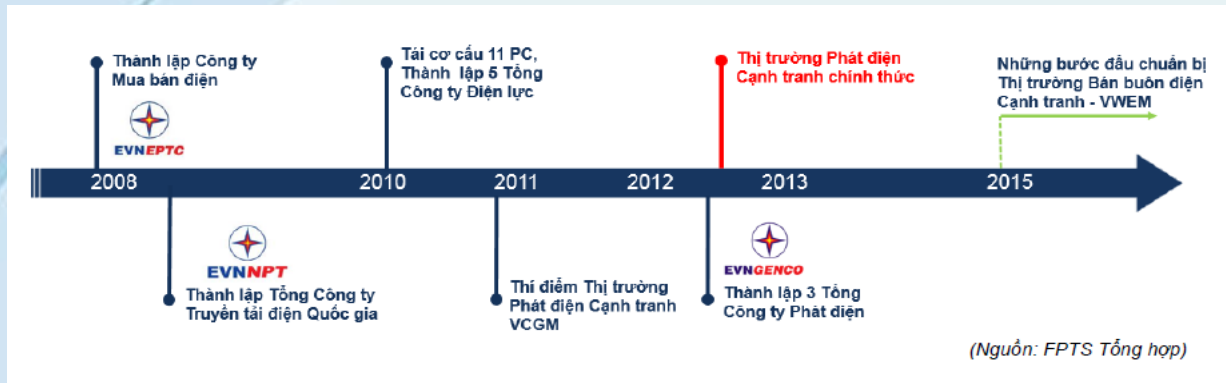 Thành lập Công ty
Mua bán điện
EVNEPTC
Tái cơ cấu 11 PC,
Thành lập 5 Tổng
Công ty Điện lực
Thị trường Phát điện
Cạnh tranh chính thức
Những bước đầu chuẩn bị
Thị trường Bán buôn điện
Cạnh tranh - VWEM
2008
2010
2011
2012
2013
2015
EVNNPT
Thành lập Tổng Công ty
Truyền tải điện Quốc gia
Thí điểm Thị trường
Phát điện Cạnh tranh
VCGM
EVNGENCO
Thành lập 3 Tổng
Công ty Phát điện
(Nguồn: FPTS Tổng hợp)